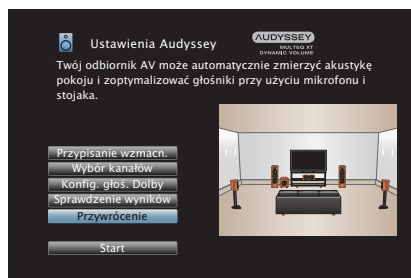 Ustawienia Audyssey
AUDYSSEY
MULTEQ XT
DYNAMIC VOLUME
Twój odbiornik AV może automatycznie zmierzyć akustykę
pokoju i zoptymalizować głośniki przy użyciu mikrofonu i
stojaka.
Przypisanie wzmacn.
Wybór kanałów
Konfig. głoś. Dolby
Sprawdzenie wyników
Przywrócenie
Start